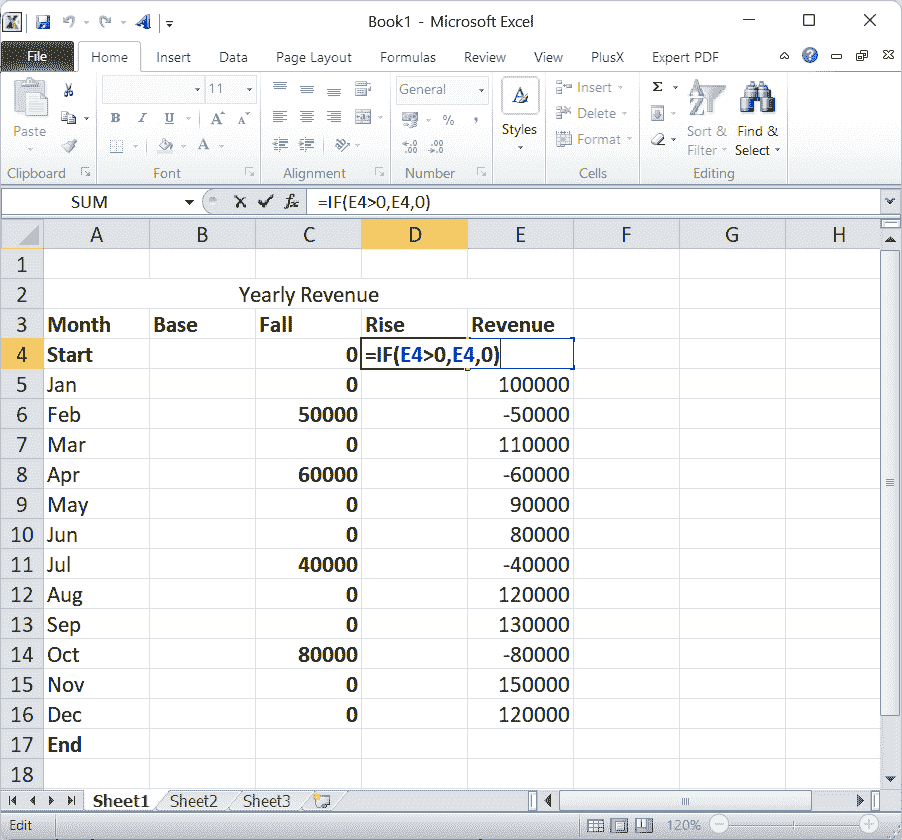 Book1 - Microsoft Excel
File Home Insert Data Page Layout Formulas Review View PlusX Expert PDF
11 General Σ Insert
Paste B I U A A % , Styles Delete Sort & Find &
A Format Filter Select
Clipboard Font Alignment Number Cells Editing
SUM fx =IF(E4>0,E4,0)
A B C D E F G H
1
2 Yearly Revenue
3 Month Base Fall Rise Revenue
4 Start 0 =IF(E4>0,E4,0)
5 Jan 0 100000
6 Feb 50000 -50000
7 Mar 0 110000
8 Apr 60000 -60000
9 May 0 90000
10 Jun 0 80000
11 Jul 40000 -40000
12 Aug 0 120000
13 Sep 0 130000
14 Oct 80000 -80000
15 Nov 0 150000
16 Dec 0 120000
17 End
18
Sheet1 Sheet2 Sheet3
Edit 120%